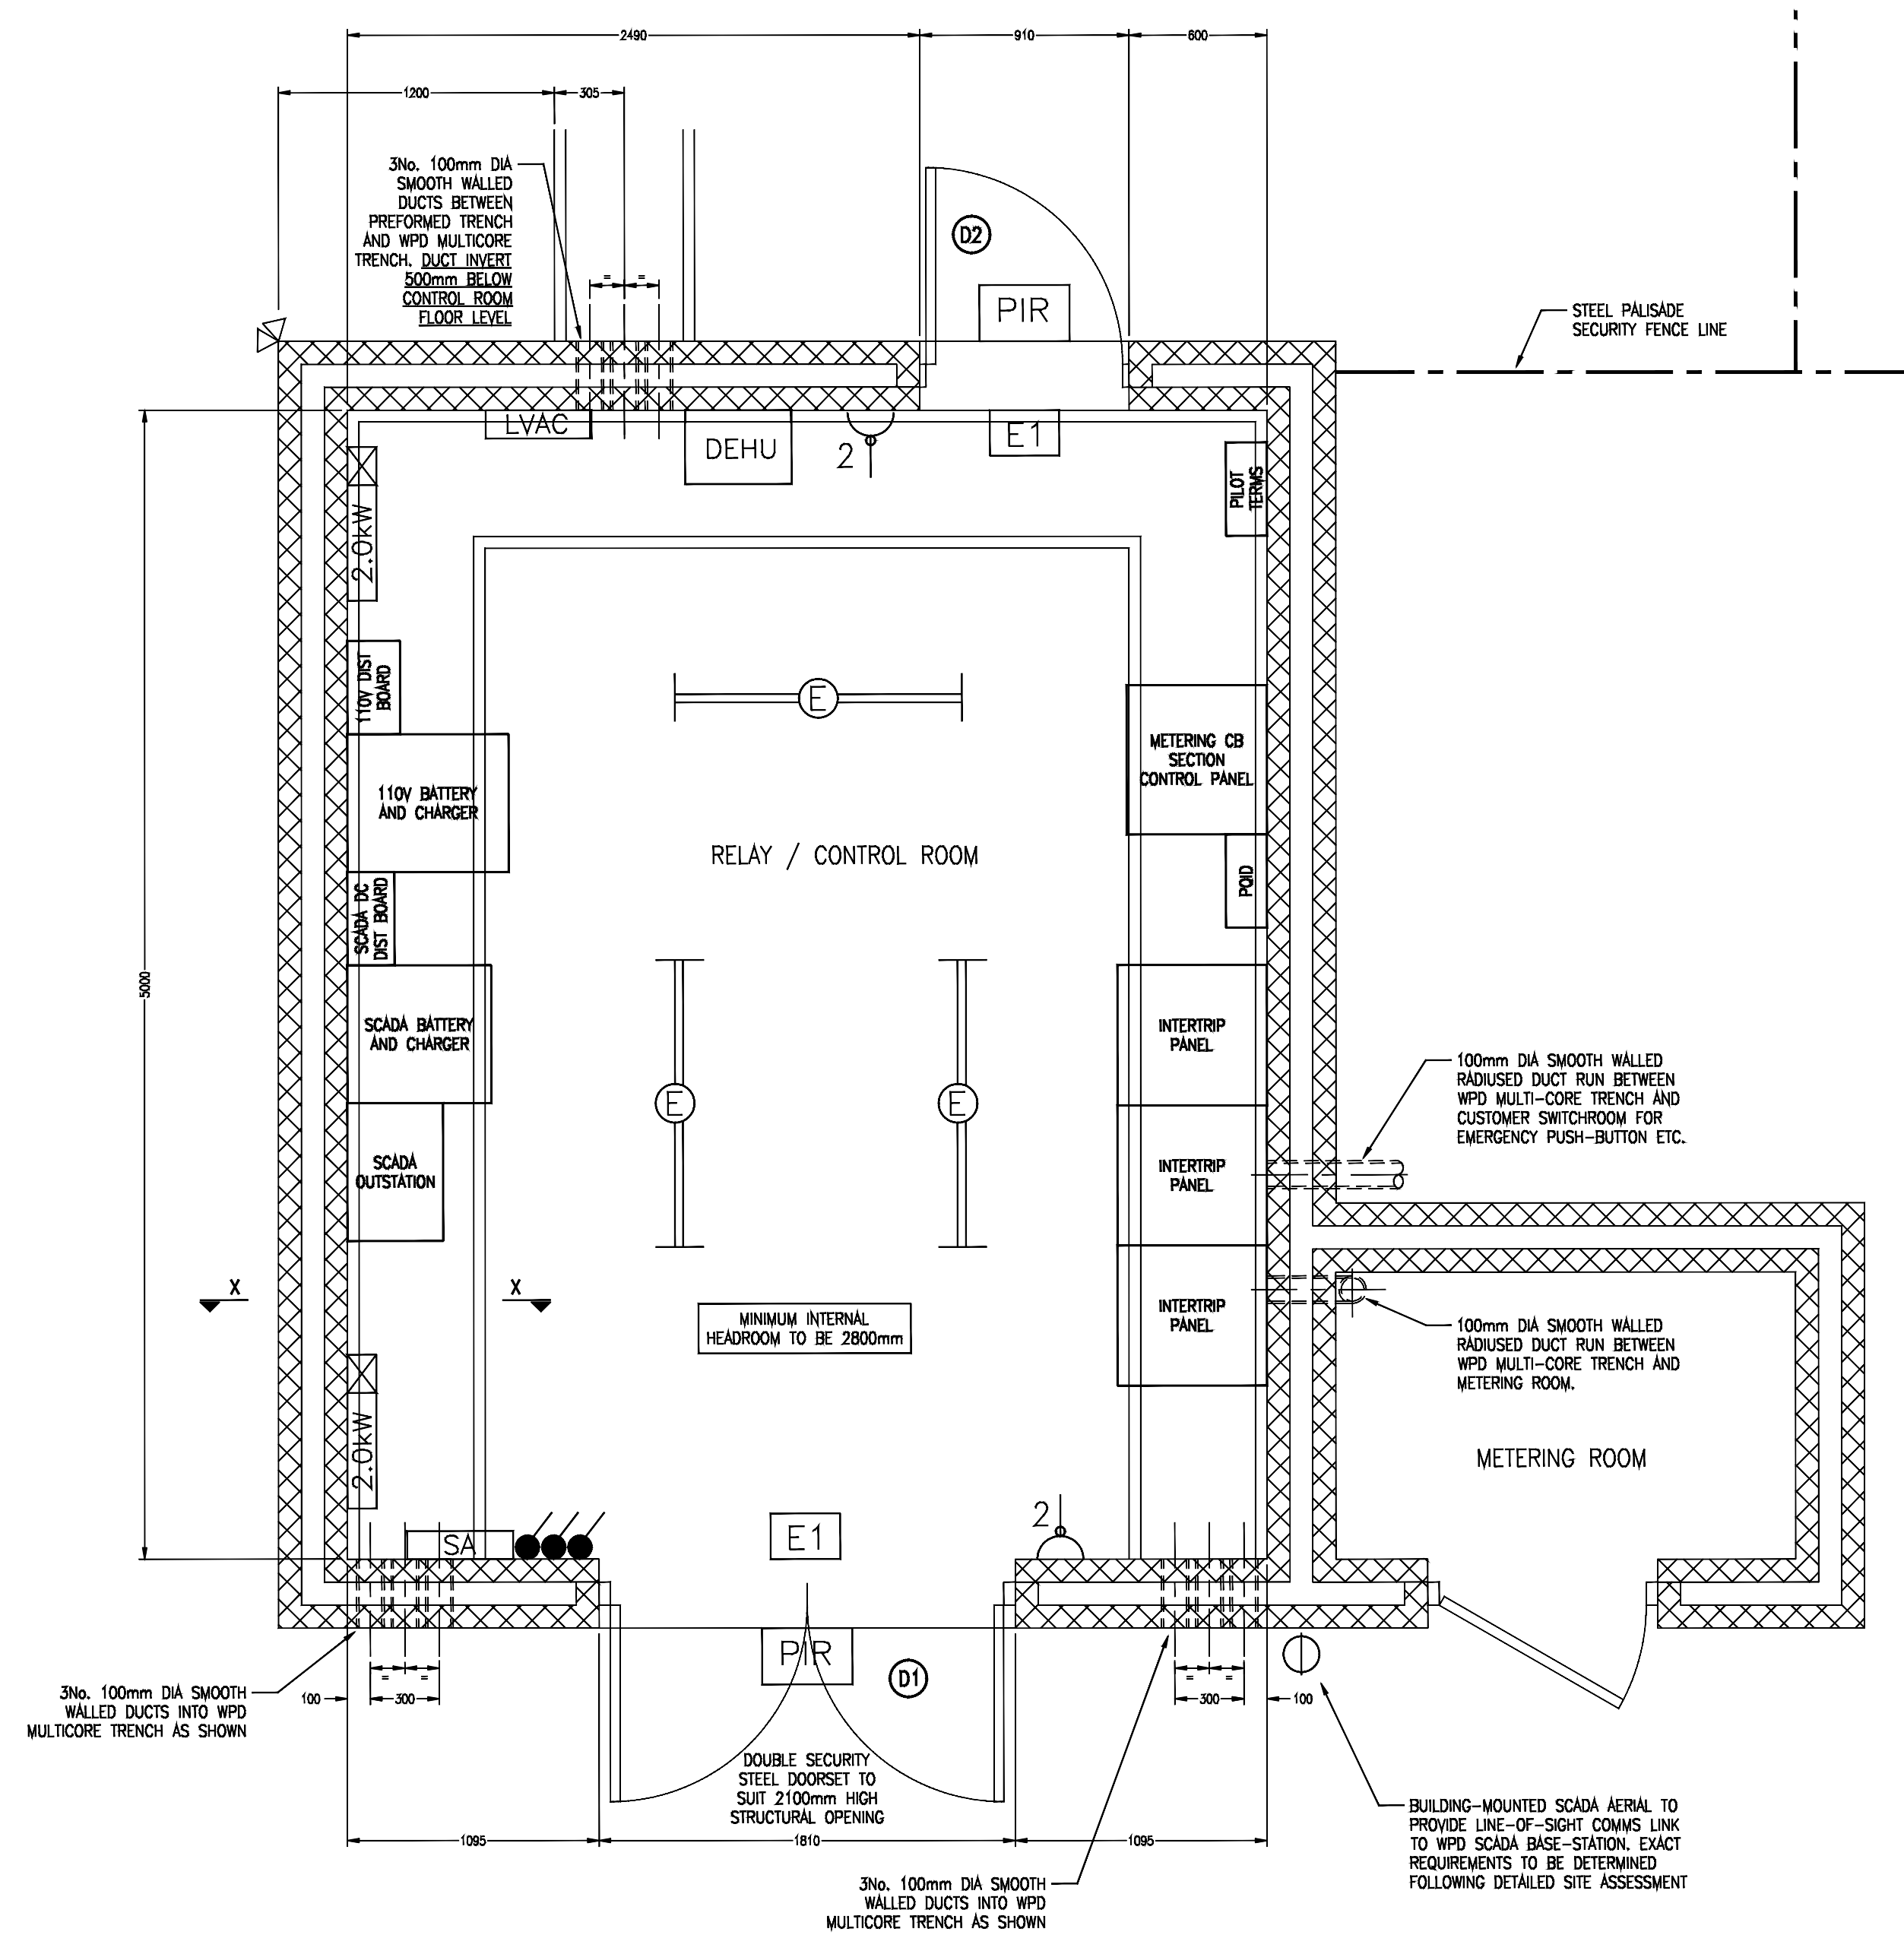 2490
910
600
1200
305
3No. 100mm DIA
SMOOTH WALLED
DUCTS BETWEEN
PREFORMED TRENCH
AND WPD MULTICORE
TRENCH. DUCT INVERT
500mm BELOW
CONTROL ROOM
FLOOR LEVEL
= =
D2
PIR
STEEL PALISADE
SECURITY FENCE LINE
LVAC
DEHU
2
E1
PILOT
TERMS
2.0kW
110V DIST
BOARD
E
METERING CB
SECTION
CONTROL PANEL
110V BATTERY
AND CHARGER
RELAY / CONTROL ROOM
PQID
SCADA DC
DIST BOARD
5000
SCADA BATTERY
AND CHARGER
E
E
INTERTRIP
PANEL
100mm DIA SMOOTH WALLED
RADIUSED DUCT RUN BETWEEN
WPD MULTI-CORE TRENCH AND
CUSTOMER SWITCHROOM FOR
EMERGENCY PUSH-BUTTON ETC.
SCADA
OUTSTATION
INTERTRIP
PANEL
X
X
MINIMUM INTERNAL
HEADROOM TO BE 2800mm
INTERTRIP
PANEL
100mm DIA SMOOTH WALLED
RADIUSED DUCT RUN BETWEEN
WPD MULTI-CORE TRENCH AND
METERING ROOM.
2.0kW
METERING ROOM
SA
E1
2
PIR
D1
= =
= =
100
300
300
100
3No. 100mm DIA SMOOTH
WALLED DUCTS INTO WPD
MULTICORE TRENCH AS SHOWN
DOUBLE SECURITY
STEEL DOORSET TO
SUIT 2100mm HIGH
STRUCTURAL OPENING
1095
1810
1095
BUILDING-MOUNTED SCADA AERIAL TO
PROVIDE LINE-OF-SIGHT COMMS LINK
TO WPD SCADA BASE-STATION. EXACT
REQUIREMENTS TO BE DETERMINED
FOLLOWING DETAILED SITE ASSESSMENT
3No. 100mm DIA SMOOTH
WALLED DUCTS INTO WPD
MULTICORE TRENCH AS SHOWN